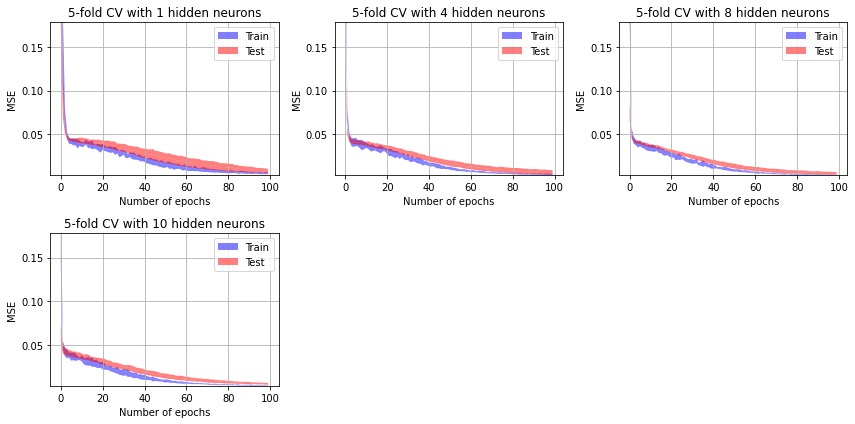 5-fold CV with 1 hidden neurons
0.15
0.10
0.05
MSE
Train
Test
0 20 40 60 80 100
Number of epochs
5-fold CV with 4 hidden neurons
0.15
0.10
0.05
MSE
Train
Test
0 20 40 60 80 100
Number of epochs
5-fold CV with 8 hidden neurons
0.15
0.10
0.05
MSE
Train
Test
0 20 40 60 80 100
Number of epochs
5-fold CV with 10 hidden neurons
0.15
0.10
0.05
MSE
Train
Test
0 20 40 60 80 100
Number of epochs